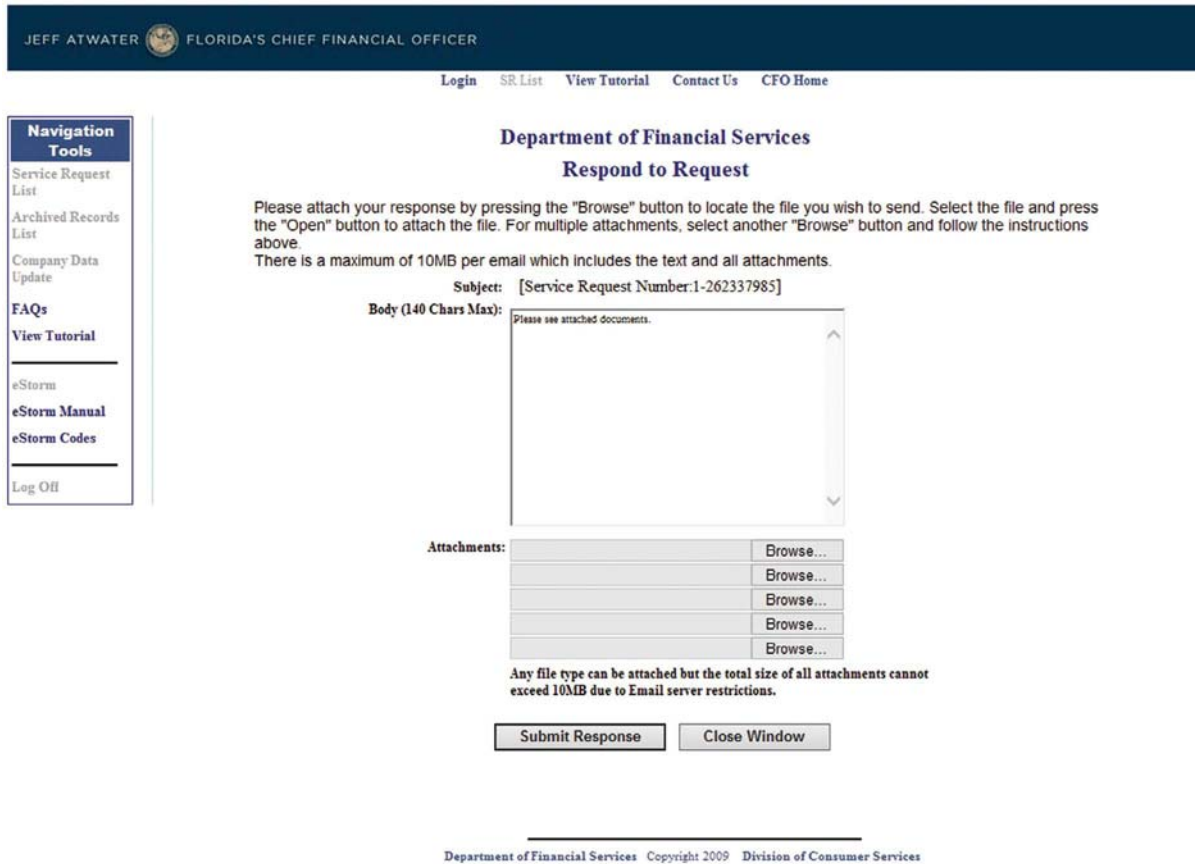 JEFF ATWATER FLORIDA'S CHIEF FINANCIAL OFFICER
Login SR List View Tutorial Contact Us CFO Home
Navigation
Tools
Service Request
List
Archived Records
List
Company Data
Update
FAQs
View Tutorial
eStorm
eStorm Manual
eStorm Codes
Log Off
Department of Financial Services
Respond to Request
Please attach your response by pressing the "Browse" button to locate the file you wish to send. Select the file and press
the "Open" button to attach the file. For multiple attachments, select another "Browse" button and follow the instructions
above.
There is a maximum of 10MB per email which includes the text and all attachments.
Subject: [Service Request Number:1-262337985]
Body (140 Chars Max):
Please see attached documents.
Attachments: Browse...
Browse...
Browse...
Browse...
Browse...
Any file type can be attached but the total size of all attachments cannot
exceed 10MB due to Email server restrictions.
Submit Response Close Window
Department of Financial Services Copyright 2009 Division of Consumer Services